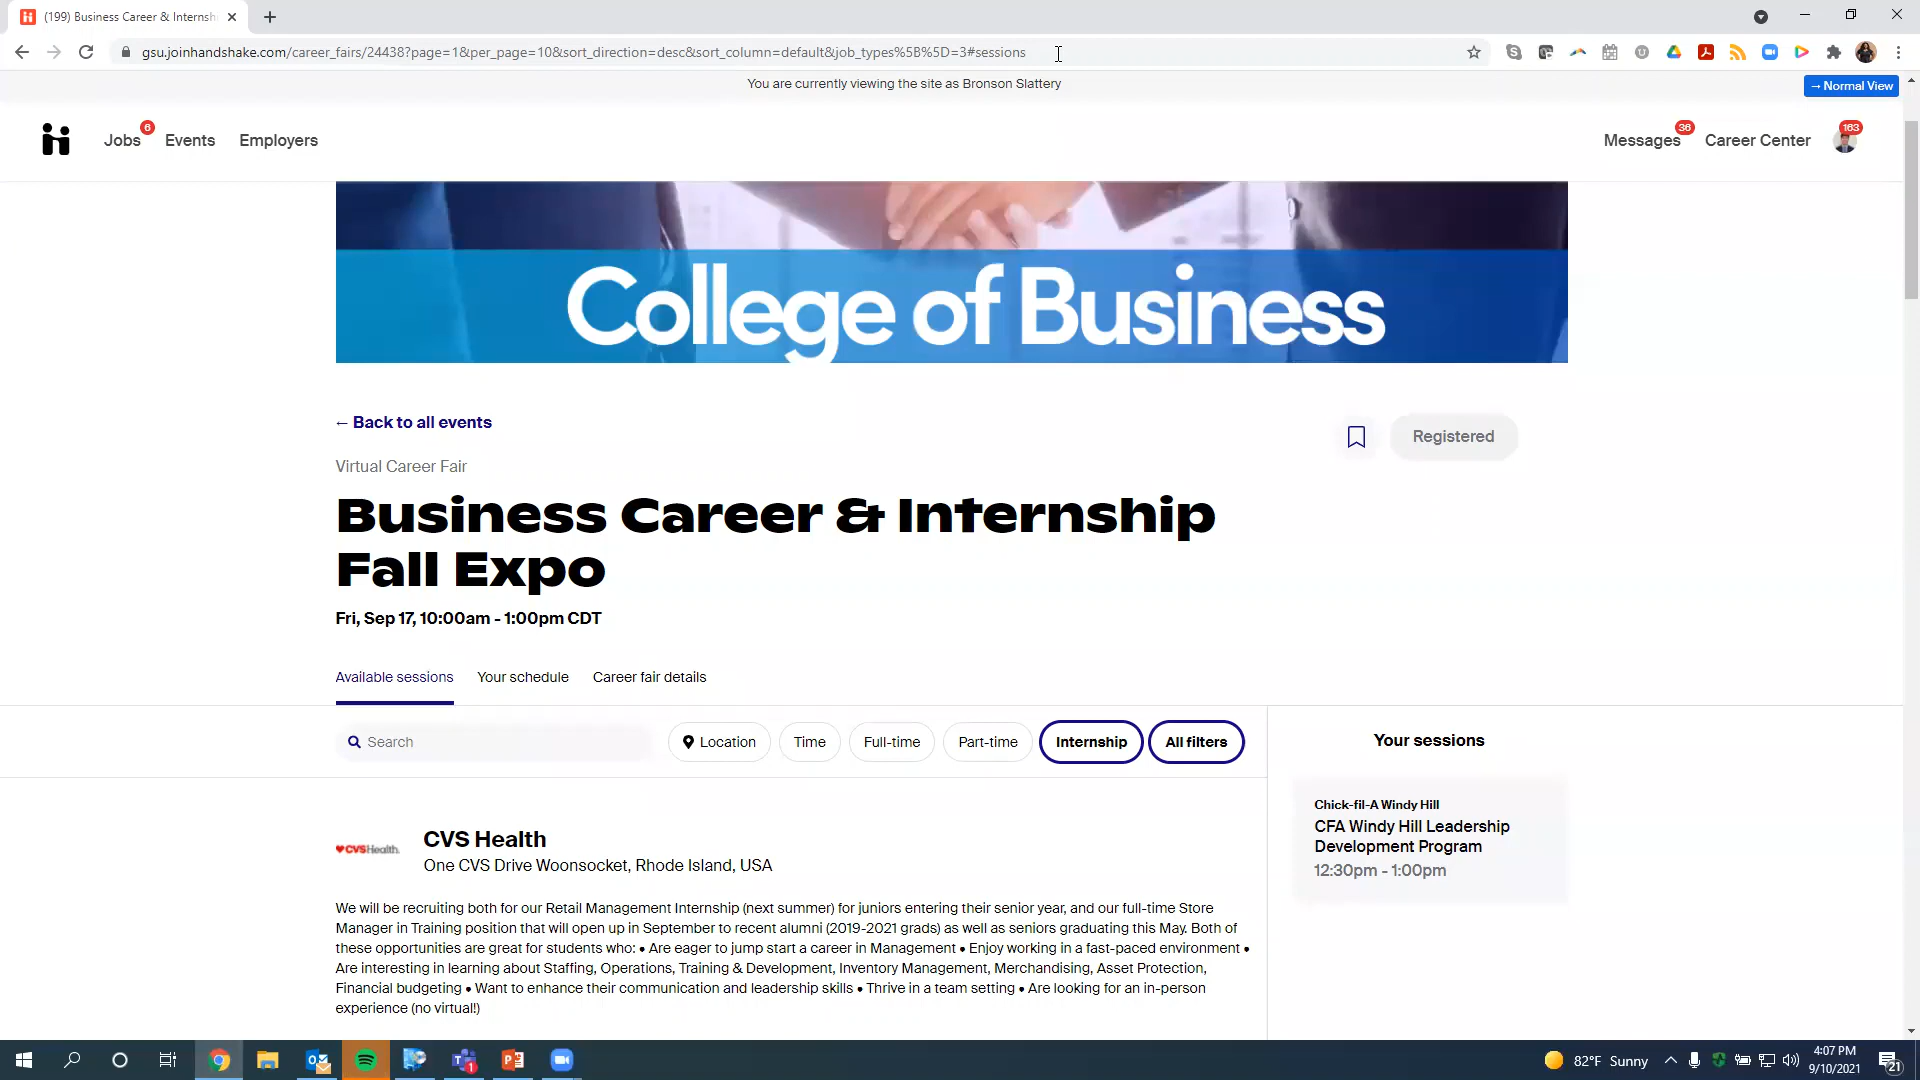 (199) Business Career & Internsh
gsu.joinhandshake.com/career_fairs/24438?page=1&per_page=10&sort_direction=desc&sort_column=default&job_types%5B%5D=3#sessions
You are currently viewing the site as Bronson Slattery
→ Normal View
Jobs 6 Events Employers
Messages 36 Career Center 163
College of Business
← Back to all events
Registered
Virtual Career Fair
Business Career & Internship
Fall Expo
Fri, Sep 17, 10:00am - 1:00pm CDT
Available sessions Your schedule Career fair details
Search Location Time Full-time Part-time Internship All filters
Your sessions
Chick-fil-A Windy Hill
CFA Windy Hill Leadership
Development Program
12:30pm - 1:00pm
CVSHealth.
CVS Health
One CVS Drive Woonsocket, Rhode Island, USA
We will be recruiting both for our Retail Management Internship (next summer) for juniors entering their senior year, and our full-time Store
Manager in Training position that will open up in September to recent alumni (2019-2021 grads) as well as seniors graduating this May. Both of
these opportunities are great for students who: • Are eager to jump start a career in Management • Enjoy working in a fast-paced environment •
Are interesting in learning about Staffing, Operations, Training & Development, Inventory Management, Merchandising, Asset Protection,
Financial budgeting • Want to enhance their communication and leadership skills • Thrive in a team setting • Are looking for an in-person
experience (no virtual!)
82°F Sunny
4:07 PM
9/10/2021
21